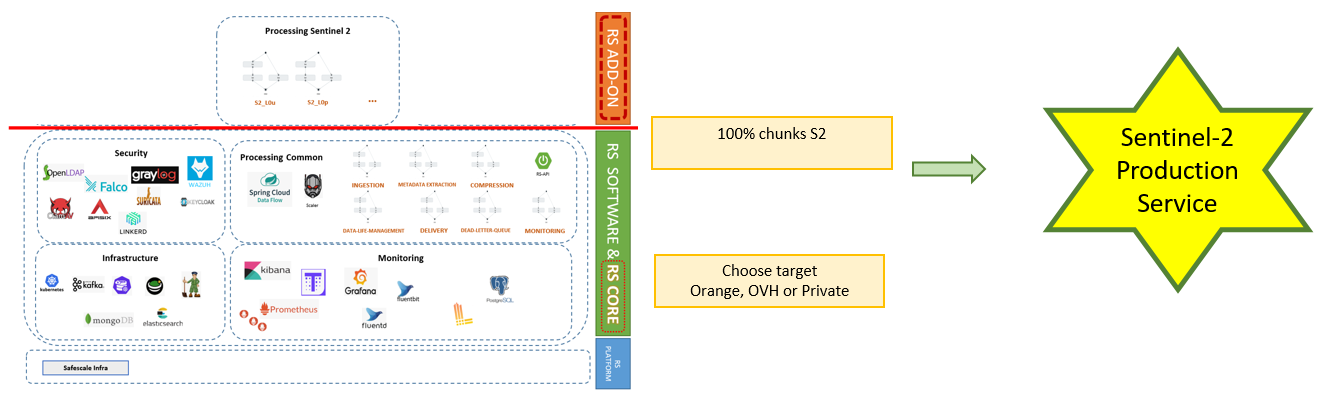 Processing Sentinel 2
S2_L0u
S2_L0p
...
RS ADD-ON
Security
OpenLDAP
Falco
graylog
WAZUH
ClamAV
APISIX
SURICATA
KEYCLOAK
LINKERD
Processing Common
Spring Cloud
Data Flow
Scaler
INGESTION
METADATA EXTRACTION
COMPRESSION
RS-API
DATA-LIFE-MANAGEMENT
DELIVERY
DEAD-LETTER-QUEUE
MONITORING
RS SOFTWARE & RS CORE
Infrastructure
kubernetes
kafka
mongoDB
elasticsearch
Monitoring
kibana
Grafana
fluentbit
PostgreSQL
Prometheus
fluentd
Safescale Infra
RS
PLATFORM
100% chunks S2
Choose target
Orange, OVH or Private
Sentinel-2
Production
Service